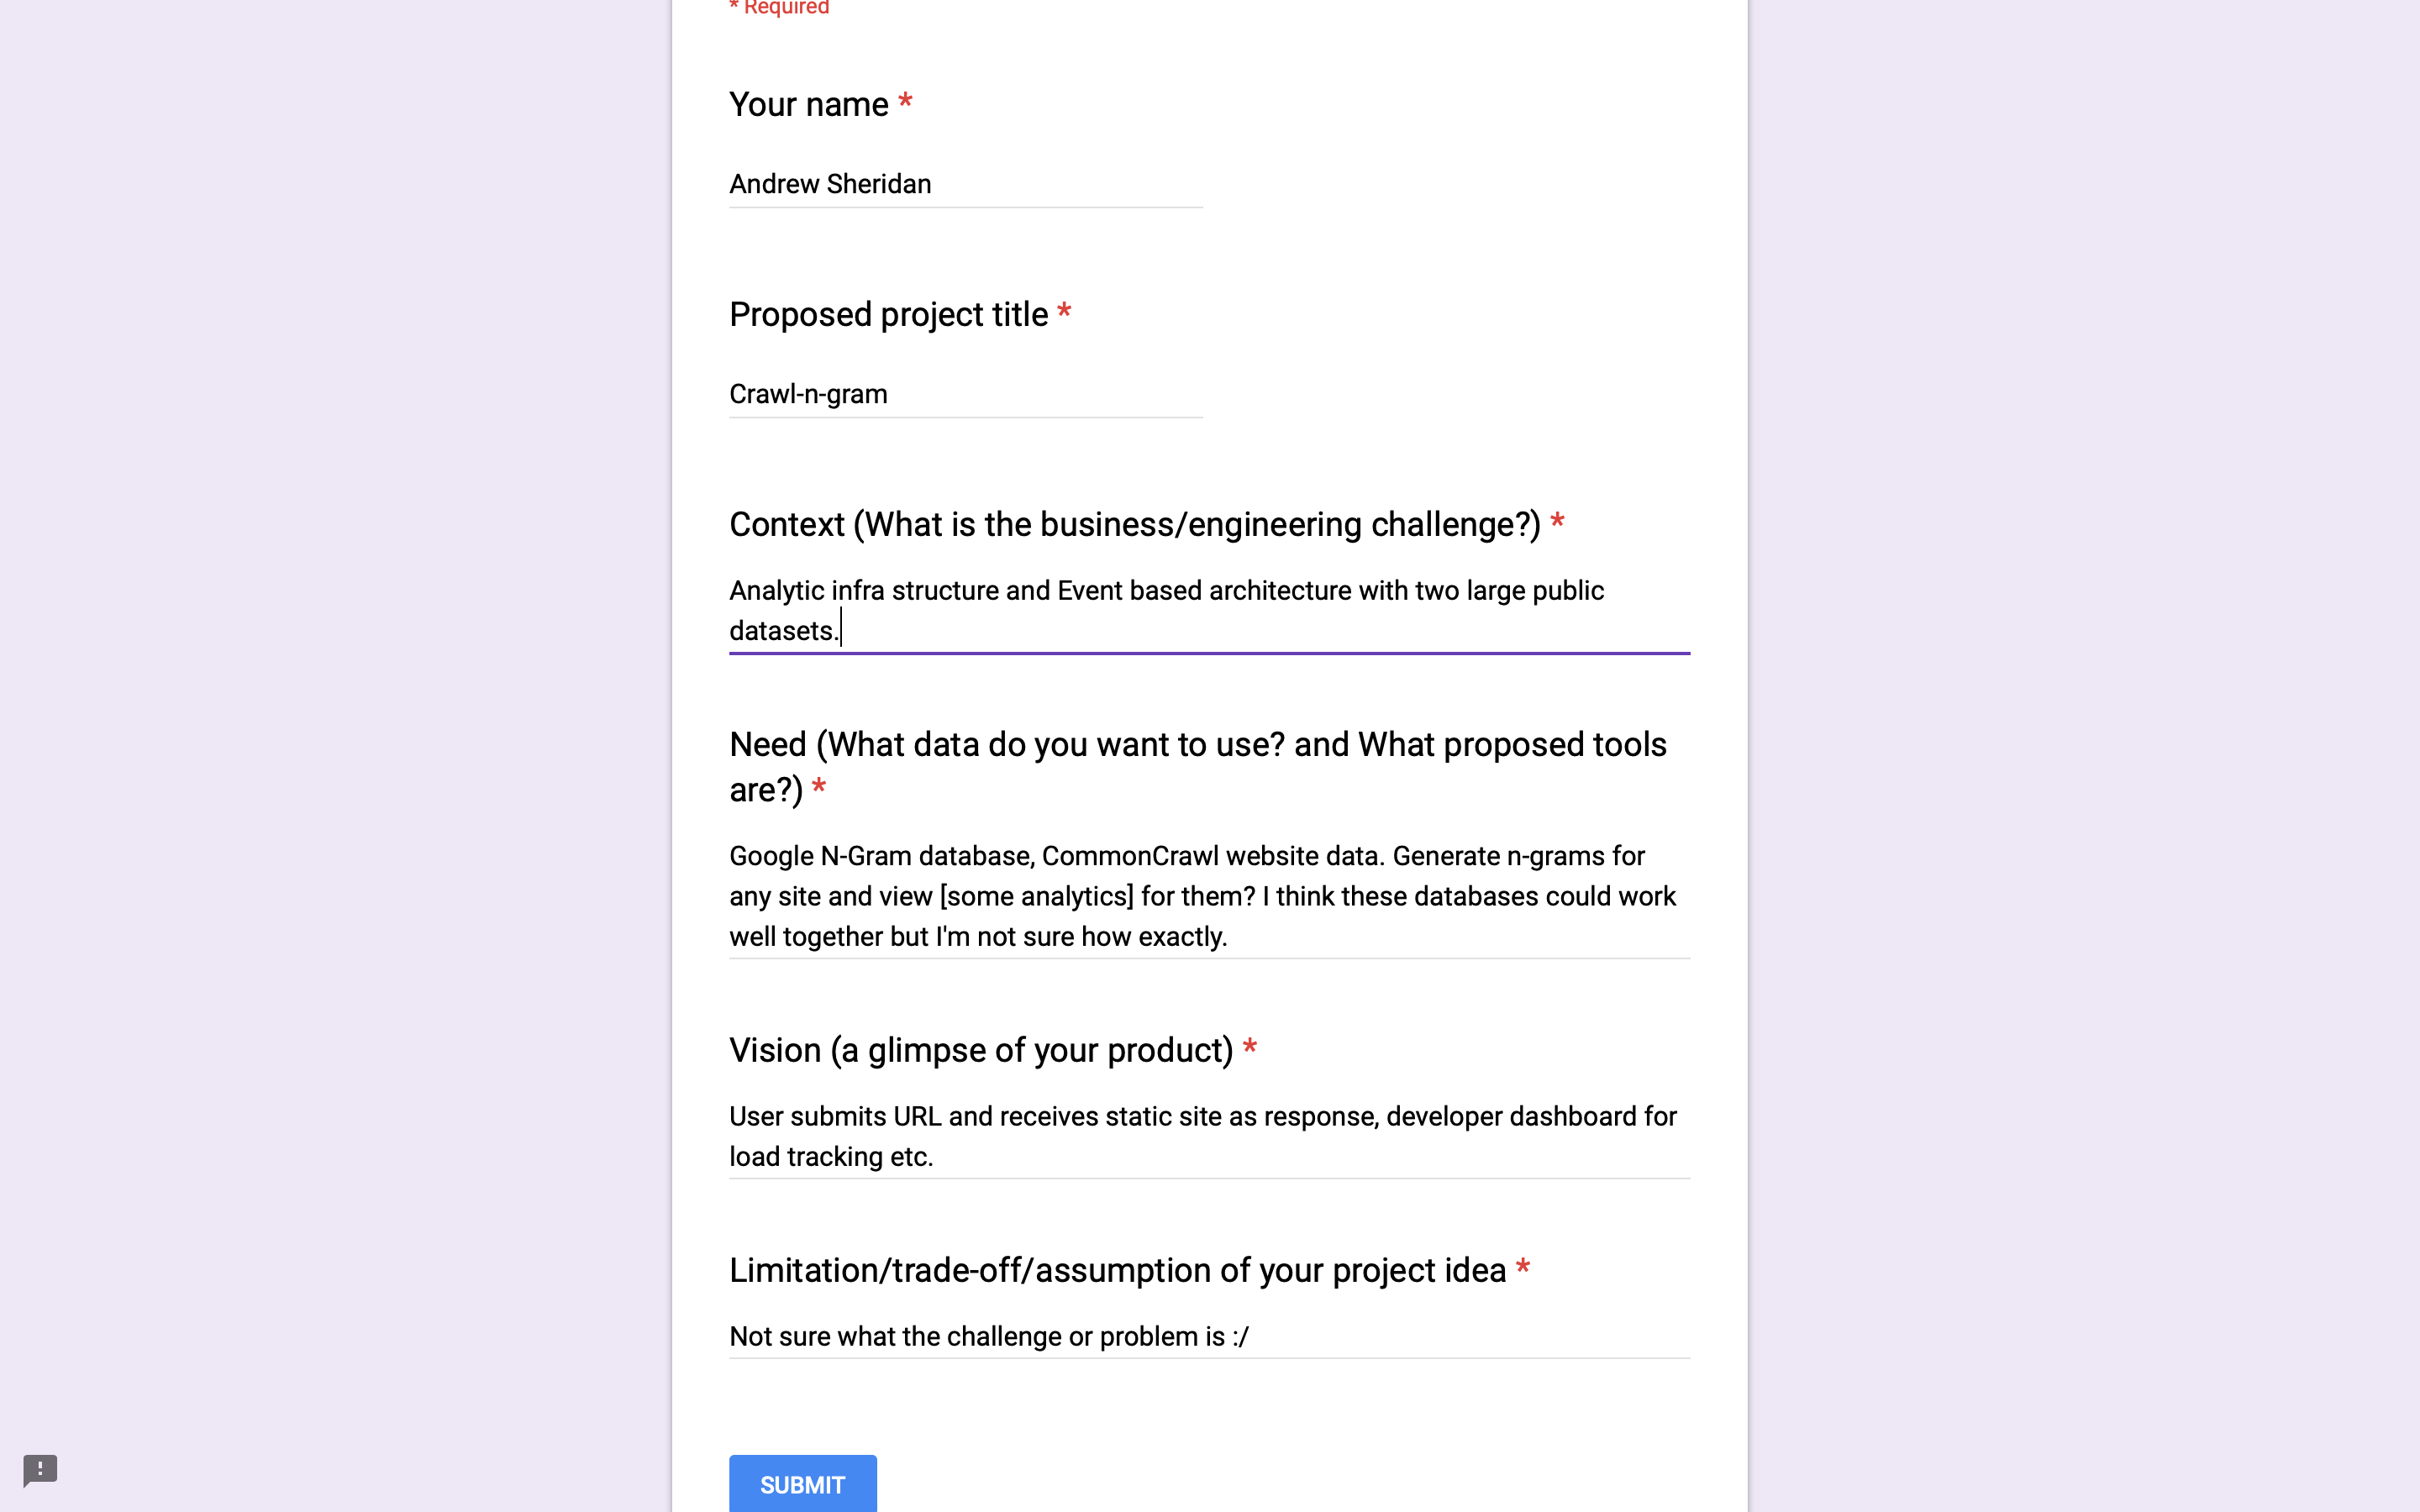 * Required
Your name *
Andrew Sheridan
Proposed project title *
Crawl-n-gram
Context (What is the business/engineering challenge?) *
Analytic infra structure and Event based architecture with two large public
datasets.
Need (What data do you want to use? and What proposed tools
are?) *
Google N-Gram database, CommonCrawl website data. Generate n-grams for
any site and view [some analytics] for them? I think these databases could work
well together but I'm not sure how exactly.
Vision (a glimpse of your product) *
User submits URL and receives static site as response, developer dashboard for
load tracking etc.
Limitation/trade-off/assumption of your project idea *
Not sure what the challenge or problem is :/
SUBMIT